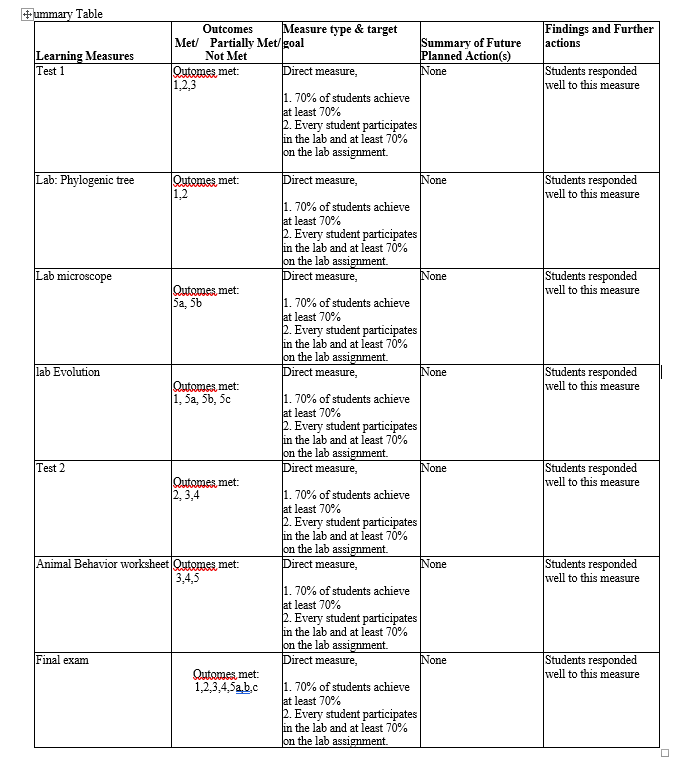 ummary Table
Learning Measures
Outcomes
Met/ Partially Met/
Not Met
Measure type & target
goal
Summary of Future
Planned Action(s)
Findings and Further
actions
Test 1
Outomes met:
1,2,3
Direct measure,
1. 70% of students achieve
at least 70%
2. Every student participates
in the lab and at least 70%
on the lab assignment.
None
Students responded
well to this measure
Lab: Phylogenic tree
Outomes met:
1,2
Direct measure,
1. 70% of students achieve
at least 70%
2. Every student participates
in the lab and at least 70%
on the lab assignment.
None
Students responded
well to this measure
Lab microscope
Outomes met:
5a, 5b
Direct measure,
1. 70% of students achieve
at least 70%
2. Every student participates
in the lab and at least 70%
on the lab assignment.
None
Students responded
well to this measure
lab Evolution
Outomes met:
1, 5a, 5b, 5c
Direct measure,
1. 70% of students achieve
at least 70%
2. Every student participates
in the lab and at least 70%
on the lab assignment.
None
Students responded
well to this measure
Test 2
Outomes met:
2, 3,4
Direct measure,
1. 70% of students achieve
at least 70%
2. Every student participates
in the lab and at least 70%
on the lab assignment.
None
Students responded
well to this measure
Animal Behavior worksheet
Outomes met:
3,4,5
Direct measure,
1. 70% of students achieve
at least 70%
2. Every student participates
in the lab and at least 70%
on the lab assignment.
None
Students responded
well to this measure
Final exam
Outomes met:
1,2,3,4,5a,b,c
Direct measure,
1. 70% of students achieve
at least 70%
2. Every student participates
in the lab and at least 70%
on the lab assignment.
None
Students responded
well to this measure